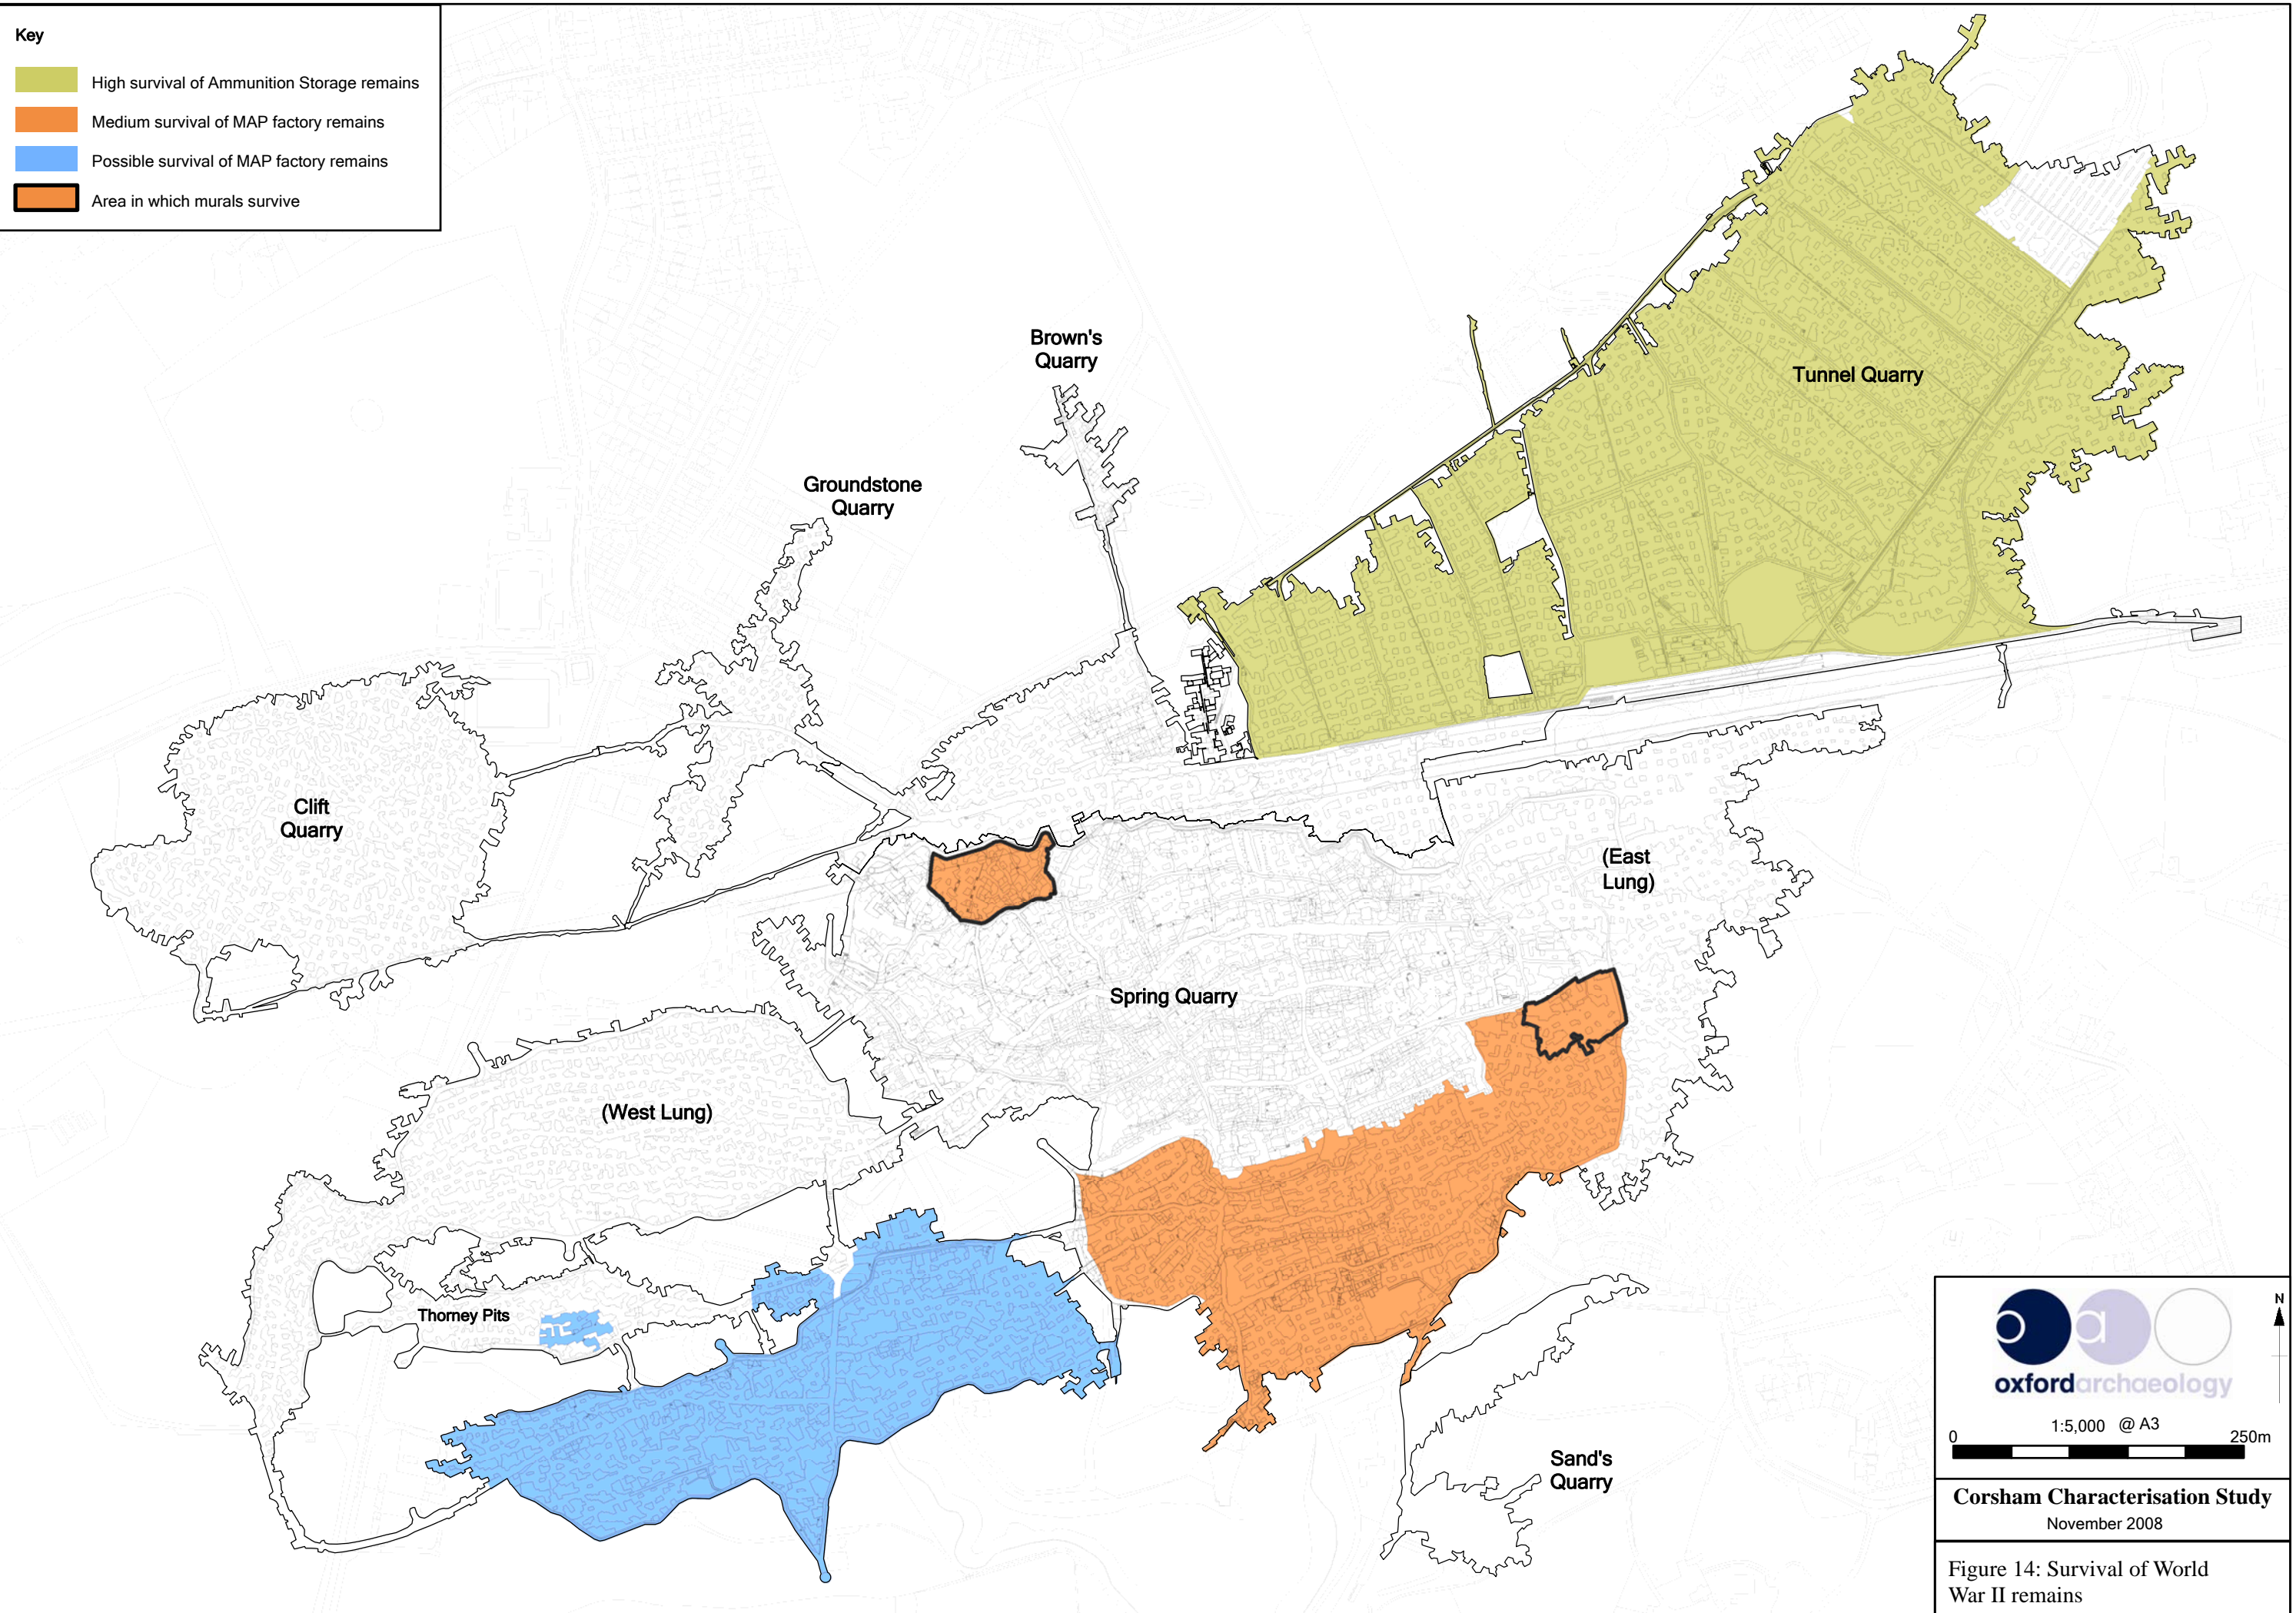 Key
High survival of Ammunition Storage remains
Medium survival of MAP factory remains
Possible survival of MAP factory remains
Area in which murals survive
Brown's
Quarry
Tunnel Quarry
Groundstone
Quarry
Clift
Quarry
(East
Lung)
Spring Quarry
(West Lung)
Thorney Pits
Sand's
Quarry
N
oa
oxfordarchaeology
1:5,000 @ A3
0 250m
Corsham Characterisation Study
November 2008
Figure 14: Survival of World
War II remains